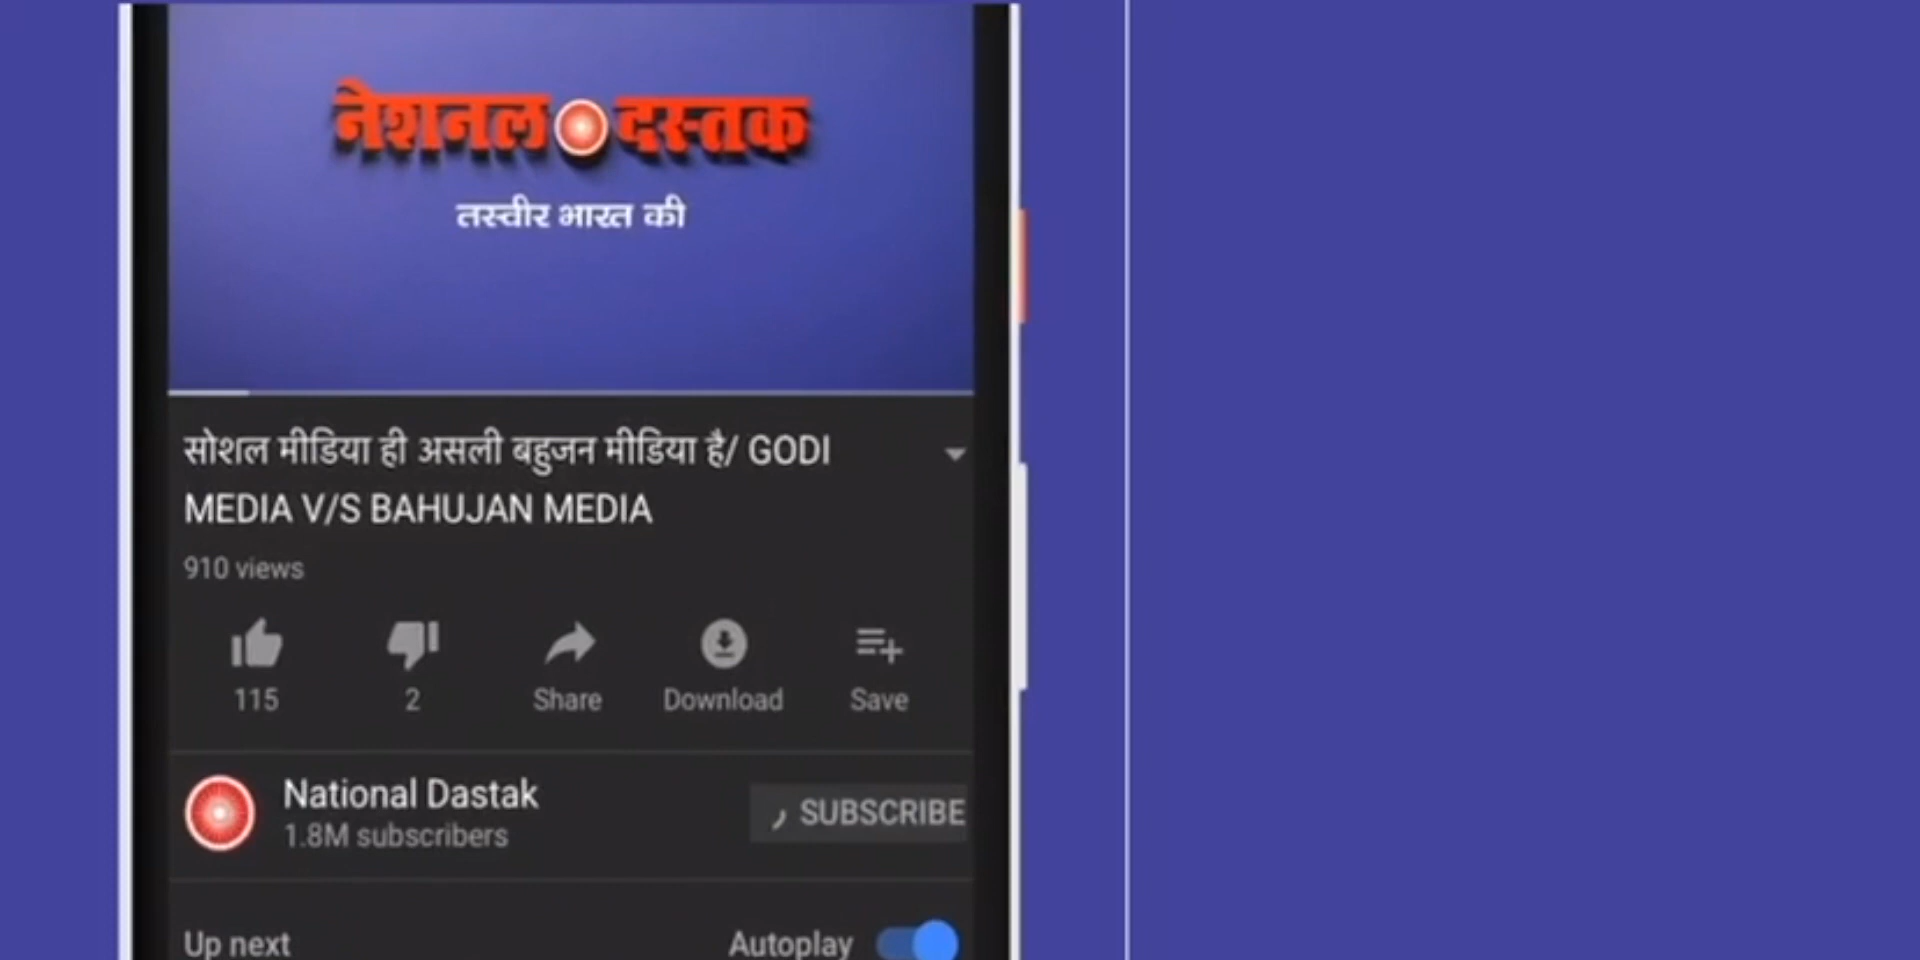 नेशनल दस्तक
तस्वीर भारत की
सोशल मीडिया ही असली बहुजन मीडिया है/ GODI
MEDIA V/S BAHUJAN MEDIA
910 views
115 2 Share Download Save
National Dastak
1.8M subscribers
SUBSCRIBE
Up next Autoplay